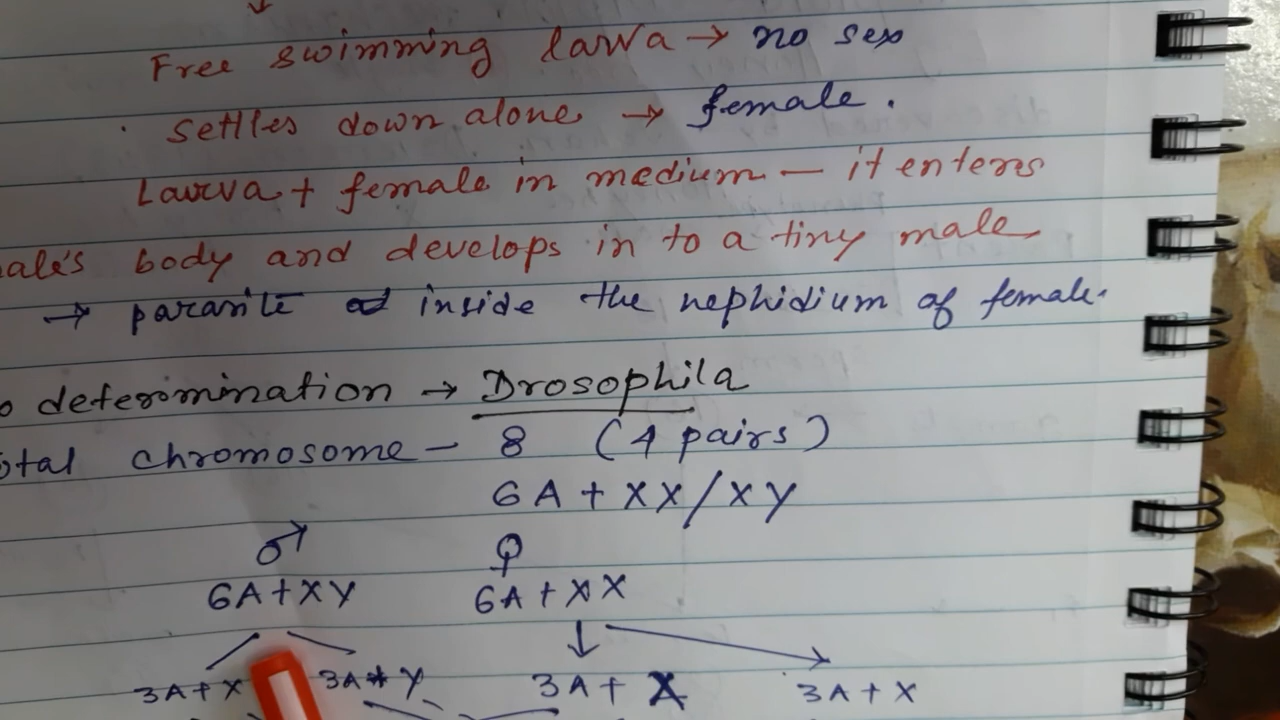 Free swimming larva → no sex
settles down alone → female.
Larva + female in medium — it enters
ale's body and develops in to a tiny male
→ parasite inside the nephidium of female.
determination → Drosophila
otal chromosome - 8 (4 pairs)
6A + XX/XY
♂ ♀
6A+XY 6A+XX
3A+X 3A+Y 3A+X 3A+X